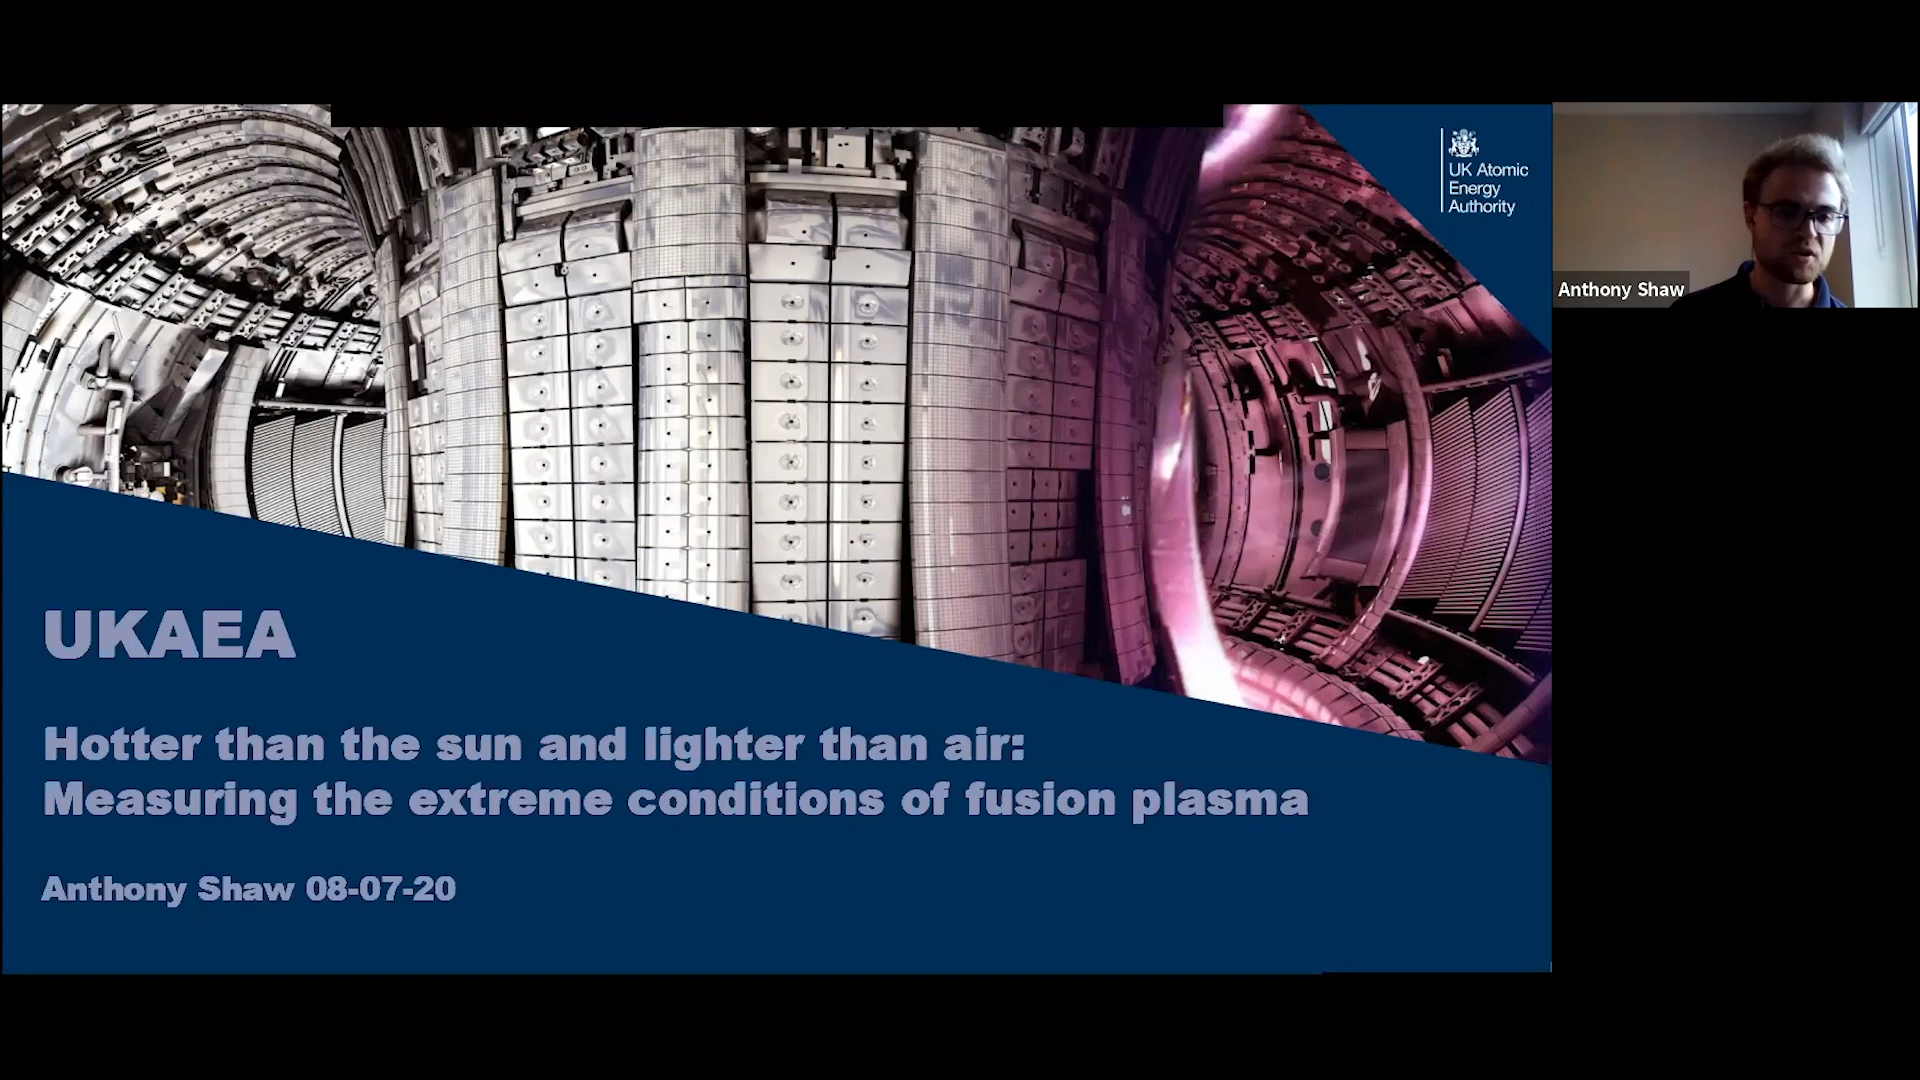 UK Atomic
Energy
Authority
Anthony Shaw
UKAEA
Hotter than the sun and lighter than air:
Measuring the extreme conditions of fusion plasma
Anthony Shaw 08-07-20